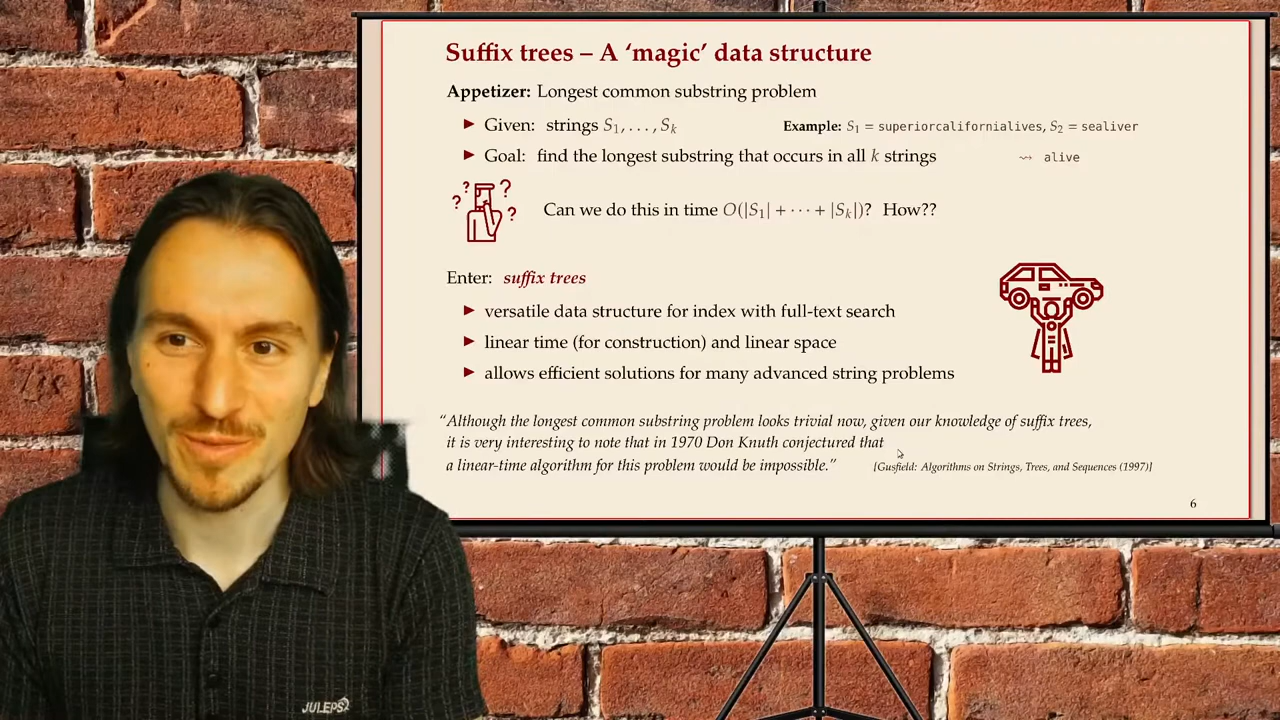 Suffix trees – A ‘magic’ data structure
Appetizer: Longest common substring problem
► Given: strings S₁, . . . , Sₖ Example: S₁ = superiorcalifornialives, S₂ = sealiver
► Goal: find the longest substring that occurs in all k strings ⇝ alive
? ? ? ?
Can we do this in time O(|S₁| + · · · + |Sₖ|)? How??
Enter: suffix trees
► versatile data structure for index with full-text search
► linear time (for construction) and linear space
► allows efficient solutions for many advanced string problems
“Although the longest common substring problem looks trivial now, given our knowledge of suffix trees,
it is very interesting to note that in 1970 Don Knuth conjectured that
a linear-time algorithm for this problem would be impossible.” [Gusfield: Algorithms on Strings, Trees, and Sequences (1997)]
6
JULEPS